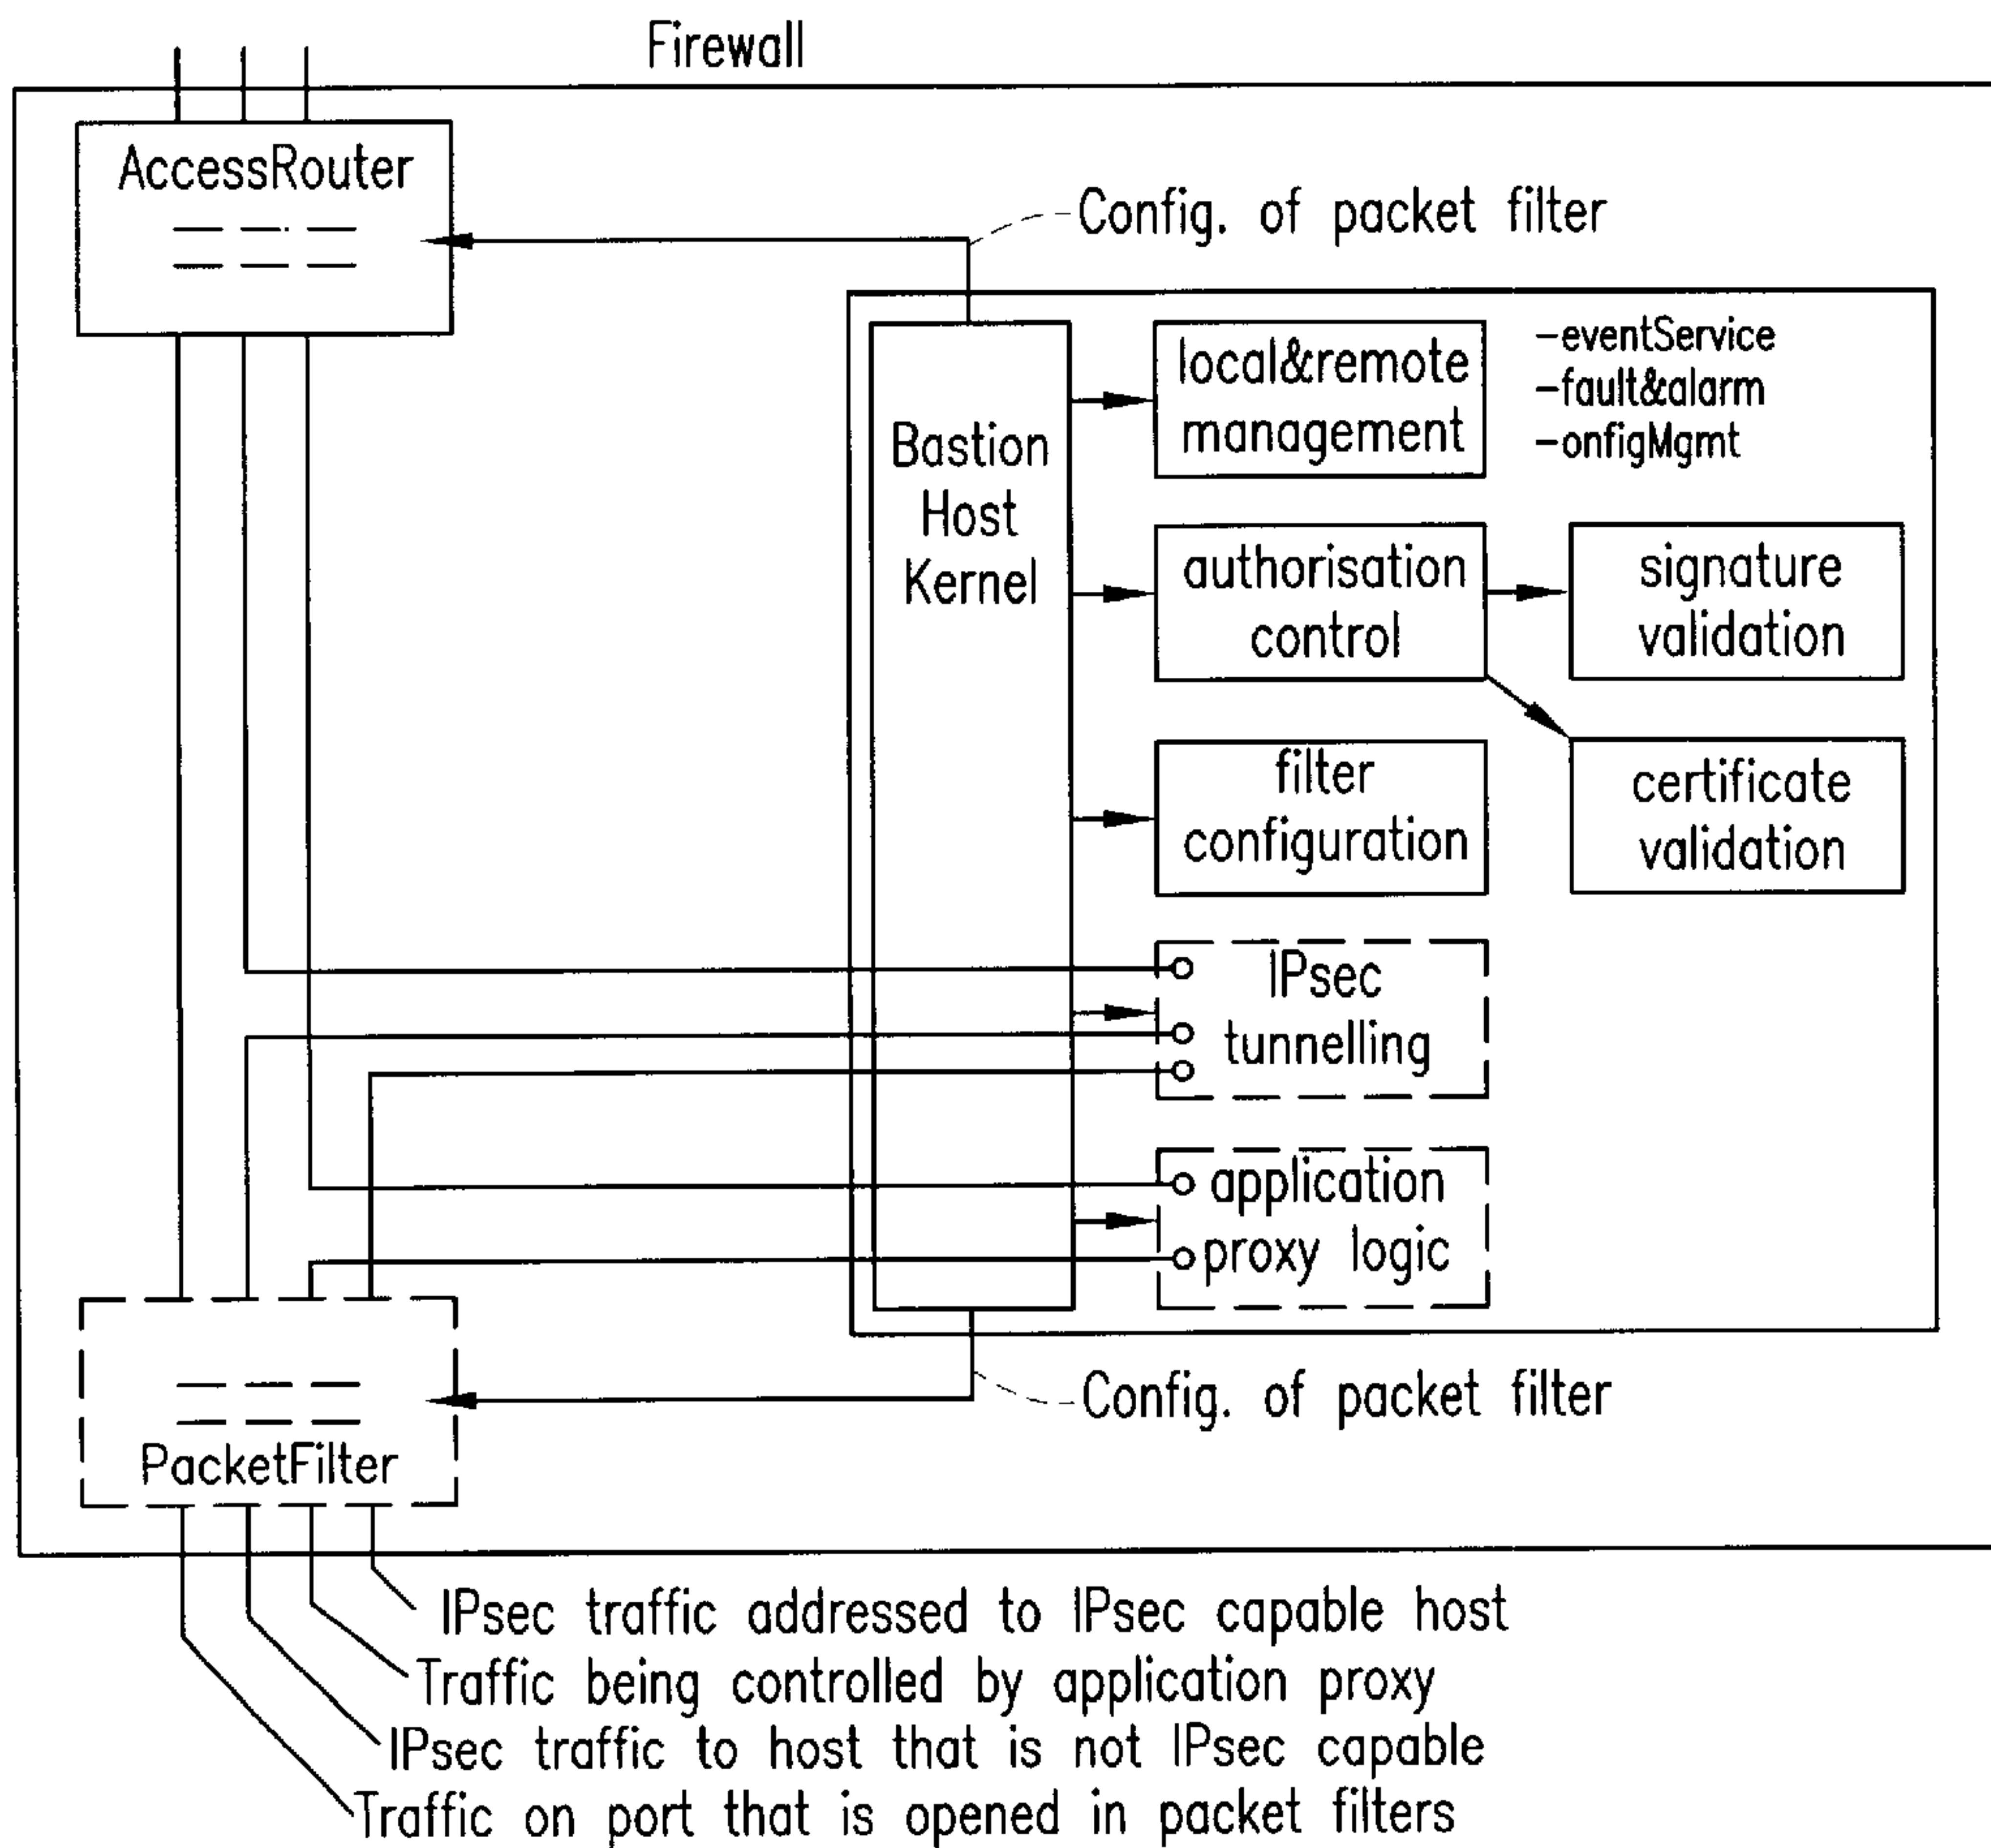 Firewall
AccessRouter
Config. of packet filter
Bastion
Host
Kernel
local&remote
management
-eventService
-fault&alarm
-onfigMgmt
authorisation
control
signature
validation
filter
configuration
certificate
validation
IPsec
tunnelling
application
proxy logic
PacketFilter
Config. of packet filter
IPsec traffic addressed to IPsec capable host
Traffic being controlled by application proxy
IPsec traffic to host that is not IPsec capable
Traffic on port that is opened in packet filters